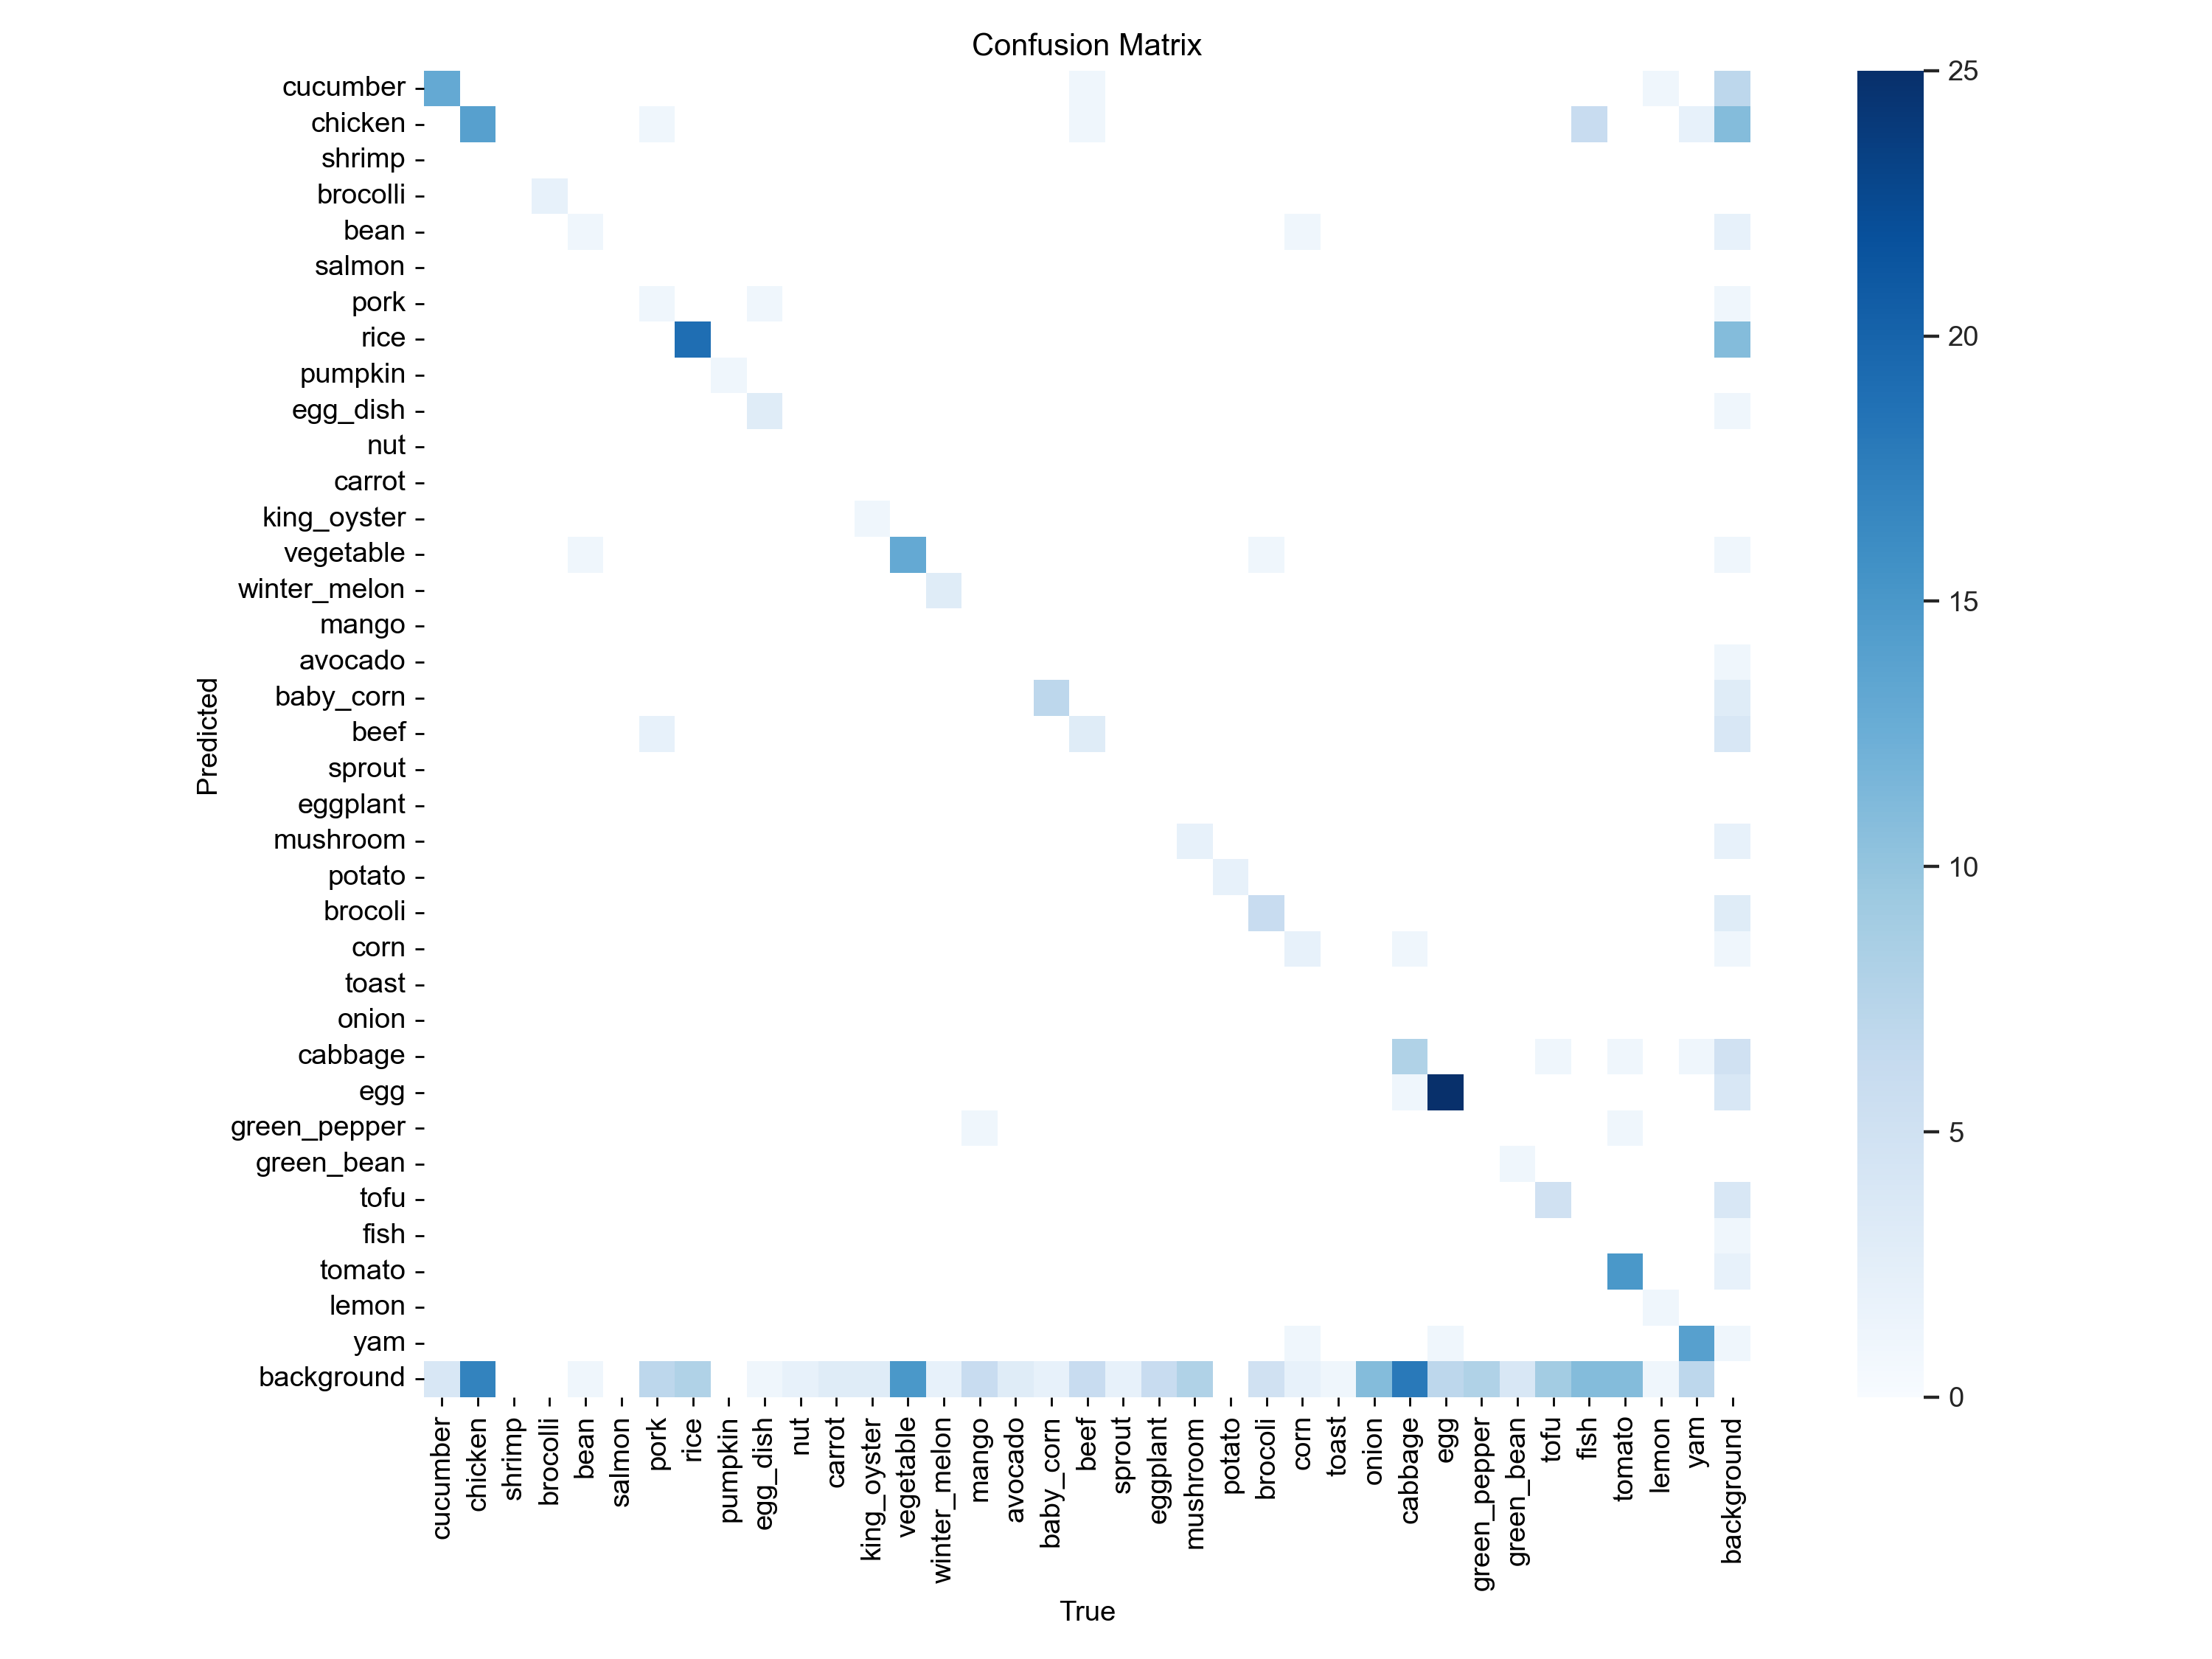 Confusion Matrix
Predicted
cucumber
chicken
shrimp
brocolli
bean
salmon
pork
rice
pumpkin
egg_dish
nut
carrot
king_oyster
vegetable
winter_melon
mango
avocado
baby_corn
beef
sprout
eggplant
mushroom
potato
brocoli
corn
toast
onion
cabbage
egg
green_pepper
green_bean
tofu
fish
tomato
lemon
yam
background
cucumber
chicken
shrimp
brocolli
bean
salmon
pork
rice
pumpkin
egg_dish
nut
carrot
king_oyster
vegetable
winter_melon
mango
avocado
baby_corn
beef
sprout
eggplant
mushroom
potato
brocoli
corn
toast
onion
cabbage
egg
green_pepper
green_bean
tofu
fish
tomato
lemon
yam
background
True
25
20
15
10
5
0